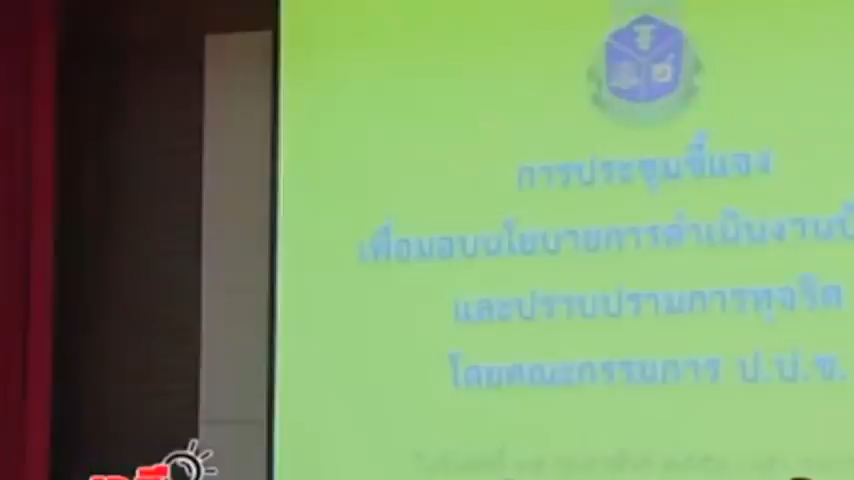 การประชุมชี้แจง
เพื่อมอบนโยบายการดำเนินงานป้
และปราบปรามการทุจริต
โดยคณะกรรมการ ป.ป.ช.